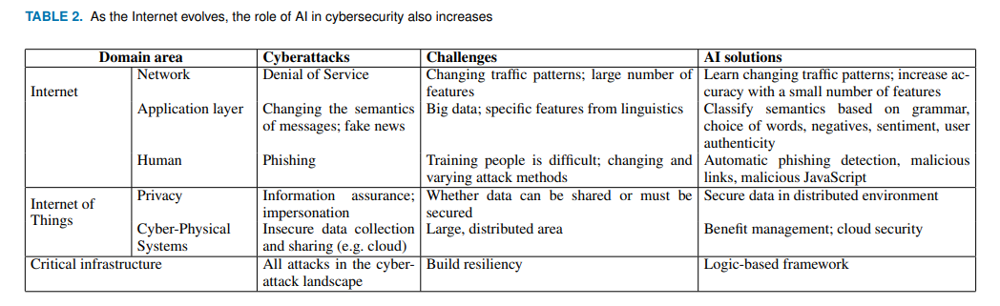 TABLE 2. As the Internet evolves, the role of AI in cybersecurity also increases
Domain area Cyberattacks Challenges AI solutions
Internet
Network
Denial of Service
Changing traffic patterns; large number of
features
Learn changing traffic patterns; increase ac-
curacy with a small number of features
Application layer
Changing the semantics
of messages; fake news
Big data; specific features from linguistics
Classify semantics based on grammar,
choice of words, negatives, sentiment, user
authenticity
Human
Phishing
Training people is difficult; changing and
varying attack methods
Automatic phishing detection, malicious
links, malicious JavaScript
Internet of
Things
Privacy
Information assurance;
impersonation
Whether data can be shared or must be
secured
Secure data in distributed environment
Cyber-Physical
Systems
Insecure data collection
and sharing (e.g. cloud)
Large, distributed area
Benefit management; cloud security
Critical infrastructure
All attacks in the cyber-
attack landscape
Build resiliency
Logic-based framework